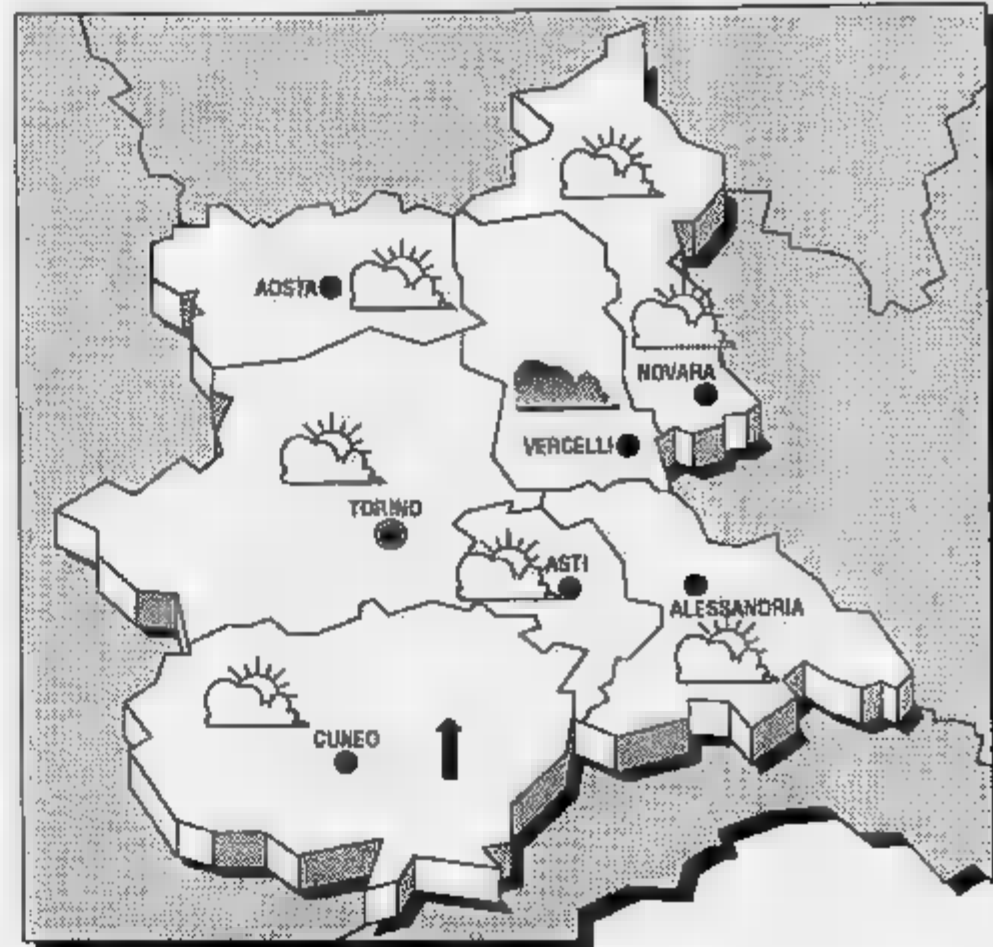 AOSTA
NOVARA
VERCELLI
TORINO
ASTI
ALESSANDRIA
CUNEO